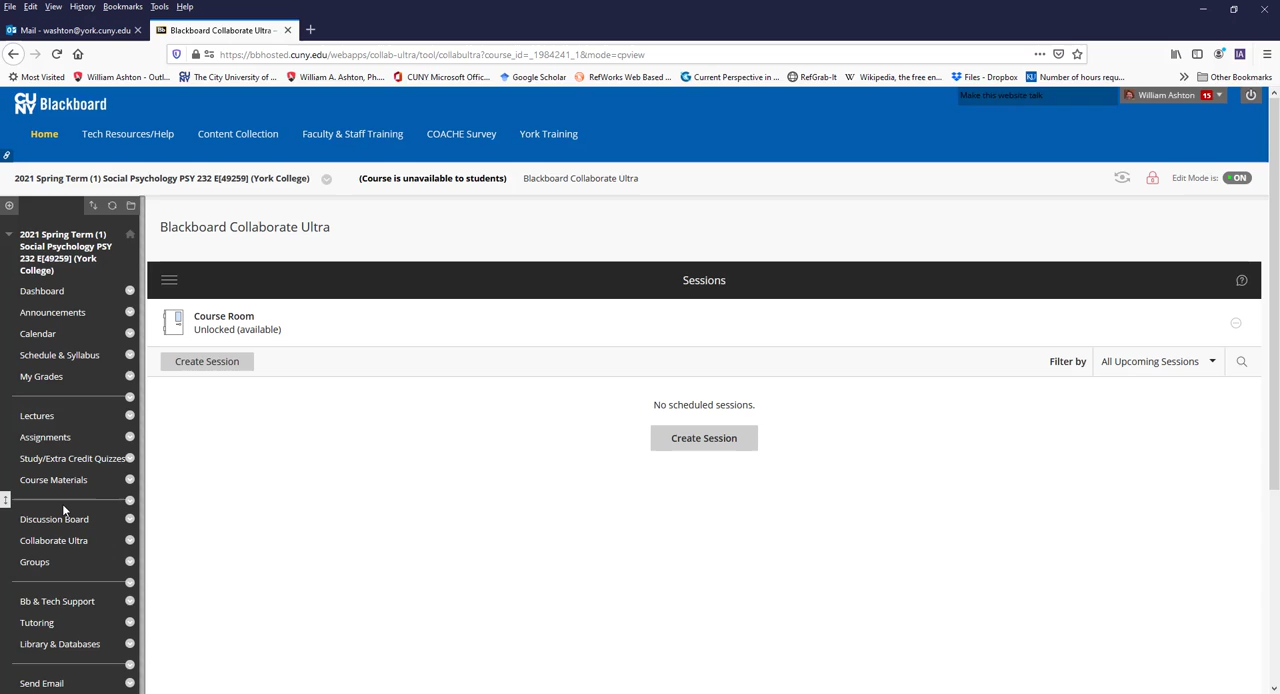 File Edit View History Bookmarks Tools Help
Mail - washton@york.cuny.edu
Blackboard Collaborate Ultra -
https://bbhosted.cuny.edu/webapps/collab-ultra/tool/collabultra?course_id=_1984241_1&mode=cpview
Most Visited William Ashton - Outl... The City University of ... William A. Ashton, Ph.... CUNY Microsoft Offic... Google Scholar RefWorks Web Based ... Current Perspective in ... RefGrab-It Wikipedia, the free en... Files - Dropbox Number of hours requ... Other Bookmarks
CUNY Blackboard
Make this website talk
William Ashton 15
Home Tech Resources/Help Content Collection Faculty & Staff Training COACHE Survey York Training
2021 Spring Term (1) Social Psychology PSY 232 E[49259] (York College) (Course is unavailable to students) Blackboard Collaborate Ultra Edit Mode is: ON
2021 Spring Term (1)
Social Psychology PSY
232 E[49259] (York
College)
Dashboard
Announcements
Calendar
Schedule & Syllabus
My Grades
Lectures
Assignments
Study/Extra Credit Quizzes
Course Materials
Discussion Board
Collaborate Ultra
Groups
Bb & Tech Support
Tutoring
Library & Databases
Send Email
Blackboard Collaborate Ultra
Sessions
Course Room
Unlocked (available)
Create Session
Filter by All Upcoming Sessions
No scheduled sessions.
Create Session